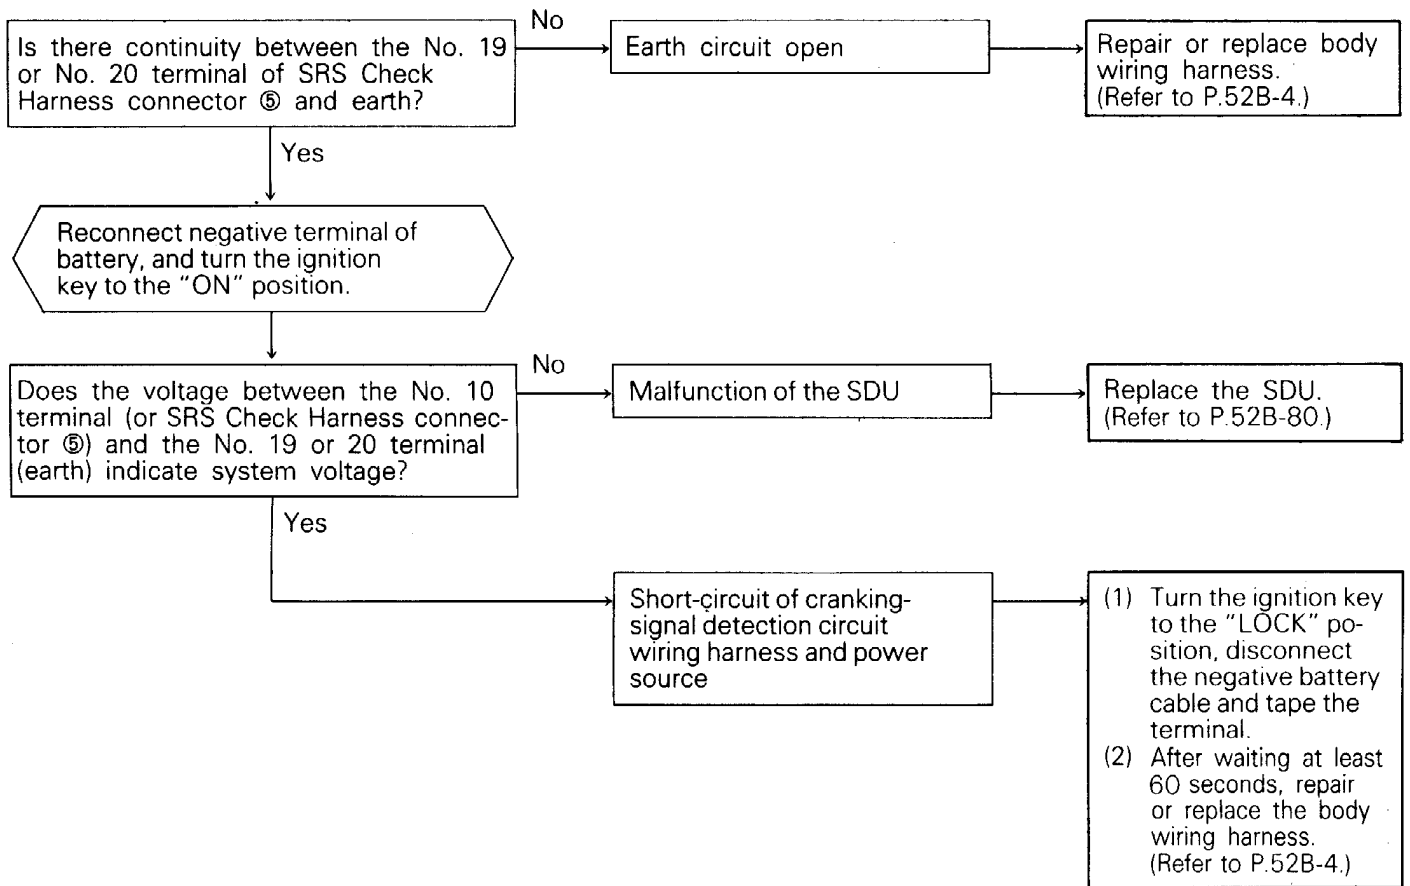 Is there continuity between the No. 19
or No. 20 terminal of SRS Check
Harness connector ⑤ and earth?
No
Earth circuit open
Repair or replace body
wiring harness.
(Refer to P.52B-4.)
Yes
Reconnect negative terminal of
battery, and turn the ignition
key to the "ON" position.
Does the voltage between the No. 10
terminal (or SRS Check Harness connec-
tor ⑤) and the No. 19 or 20 terminal
(earth) indicate system voltage?
No
Malfunction of the SDU
Replace the SDU.
(Refer to P.52B-80.)
Yes
Short-circuit of cranking-
signal detection circuit
wiring harness and power
source
(1) Turn the ignition key
to the "LOCK" po-
sition, disconnect
the negative battery
cable and tape the
terminal.
(2) After waiting at least
60 seconds, repair
or replace the body
wiring harness.
(Refer to P.52B-4.)